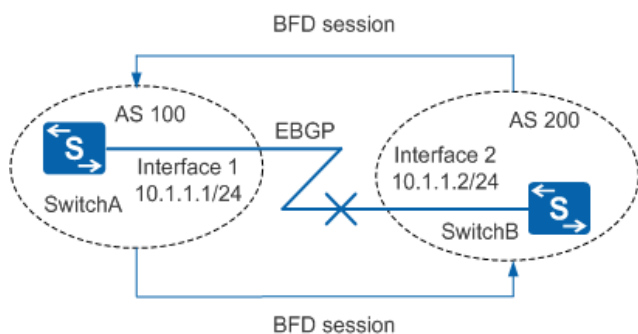 BFD session
AS 100
EBGP
AS 200
S
Interface 1
10.1.1.1/24
Interface 2
10.1.1.2/24
SwitchA
S
SwitchB
BFD session